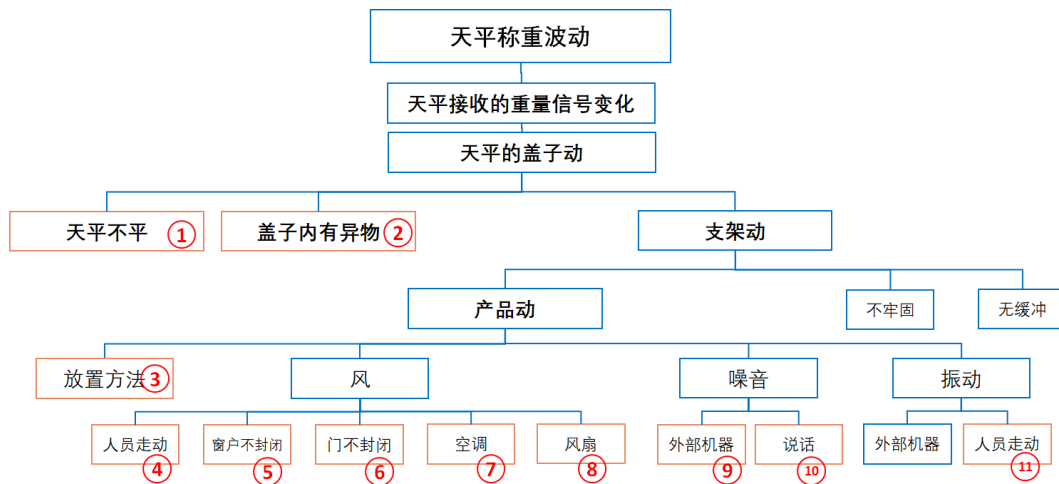 天平称重波动
天平接收的重量信号变化
天平的盖子动
天平不平 ①
盖子内有异物 ②
支架动
产品动
不牢固
无缓冲
放置方法 ③
风
噪音
振动
人员走动 ④
窗户不封闭 ⑤
门不封闭 ⑥
空调 ⑦
风扇 ⑧
外部机器 ⑨
说话 ⑩
外部机器
人员走动 ⑪